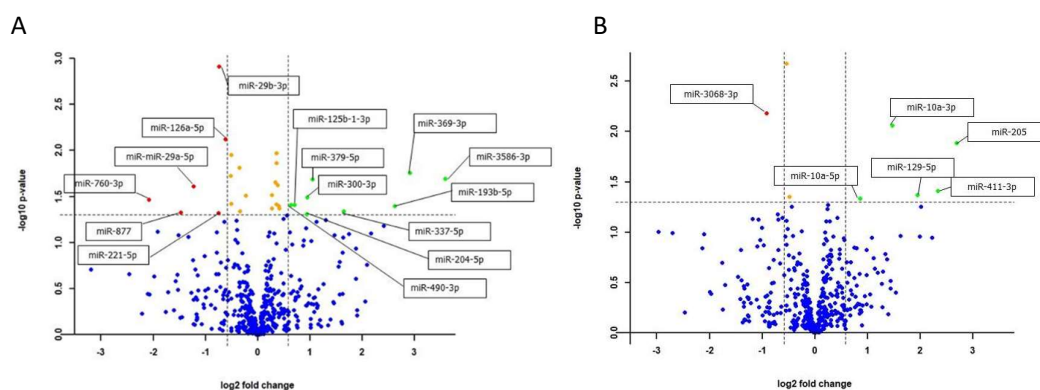 A
3.0
2.5
2.0
1.5
1.0
0.5
0.0
-log10 p-value
miR-29b-3p
miR-126a-5p
miR-125b-1-3p
miR-369-3p
miR-miR-29a-5p
miR-379-5p
miR-3586-3p
miR-760-3p
miR-300-3p
miR-193b-5p
miR-877
miR-337-5p
miR-221-5p
miR-204-5p
miR-490-3p
-3 -2 -1 0 1 2 3
log2 fold change
B
2.5
2.0
1.5
1.0
0.5
0.0
-log10 p-value
miR-3068-3p
miR-10a-3p
miR-205
miR-129-5p
miR-10a-5p
miR-411-3p
-3 -2 -1 0 1 2 3
log2 fold change